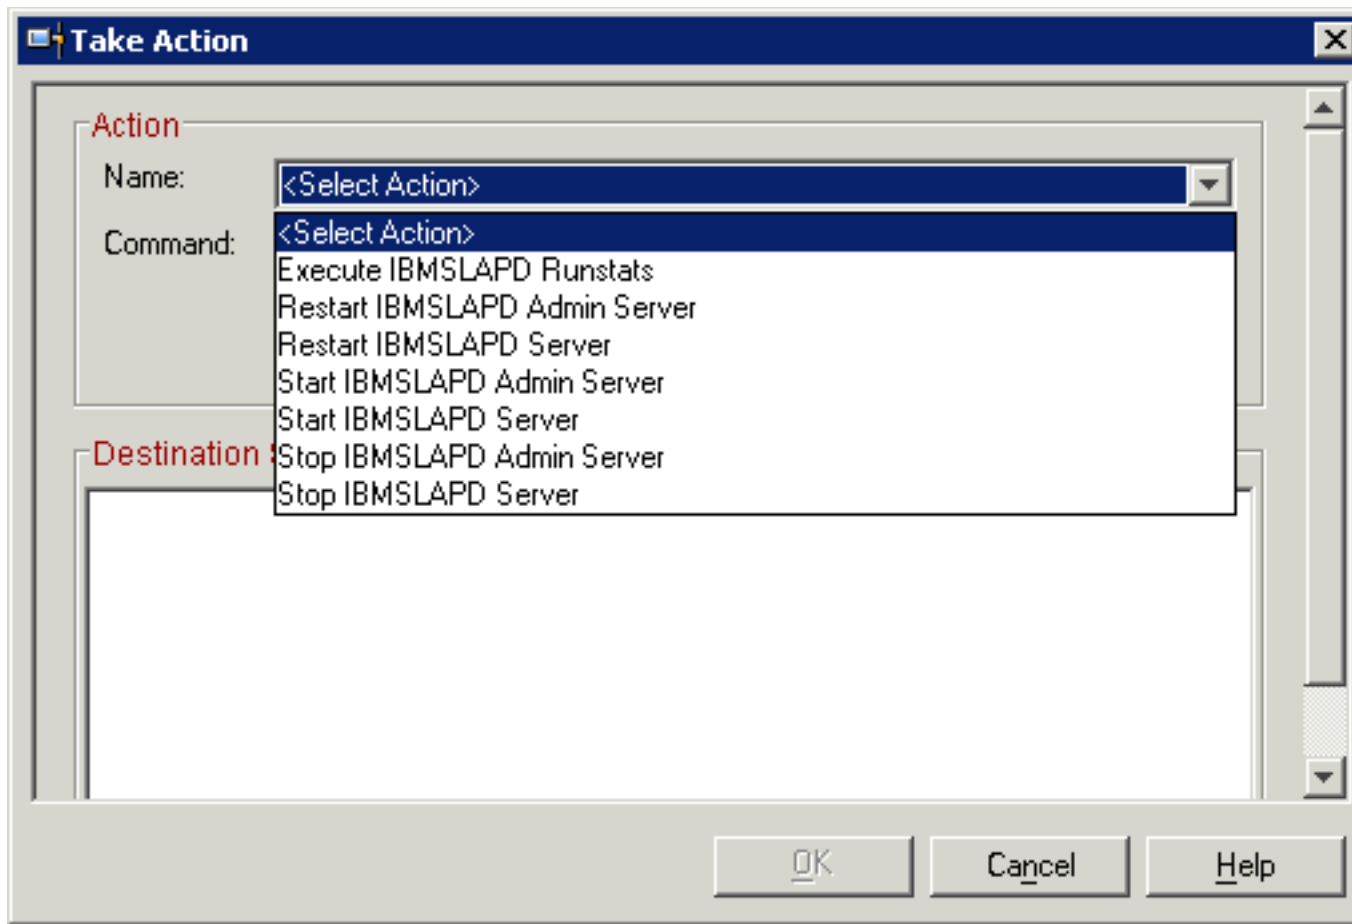 Take Action
Action
Name:
<Select Action>
Command:
<Select Action>
Execute IBMSLAPD Runstats
Restart IBMSLAPD Admin Server
Restart IBMSLAPD Server
Start IBMSLAPD Admin Server
Start IBMSLAPD Server
Stop IBMSLAPD Admin Server
Stop IBMSLAPD Server
Destination
OK
Cancel
Help